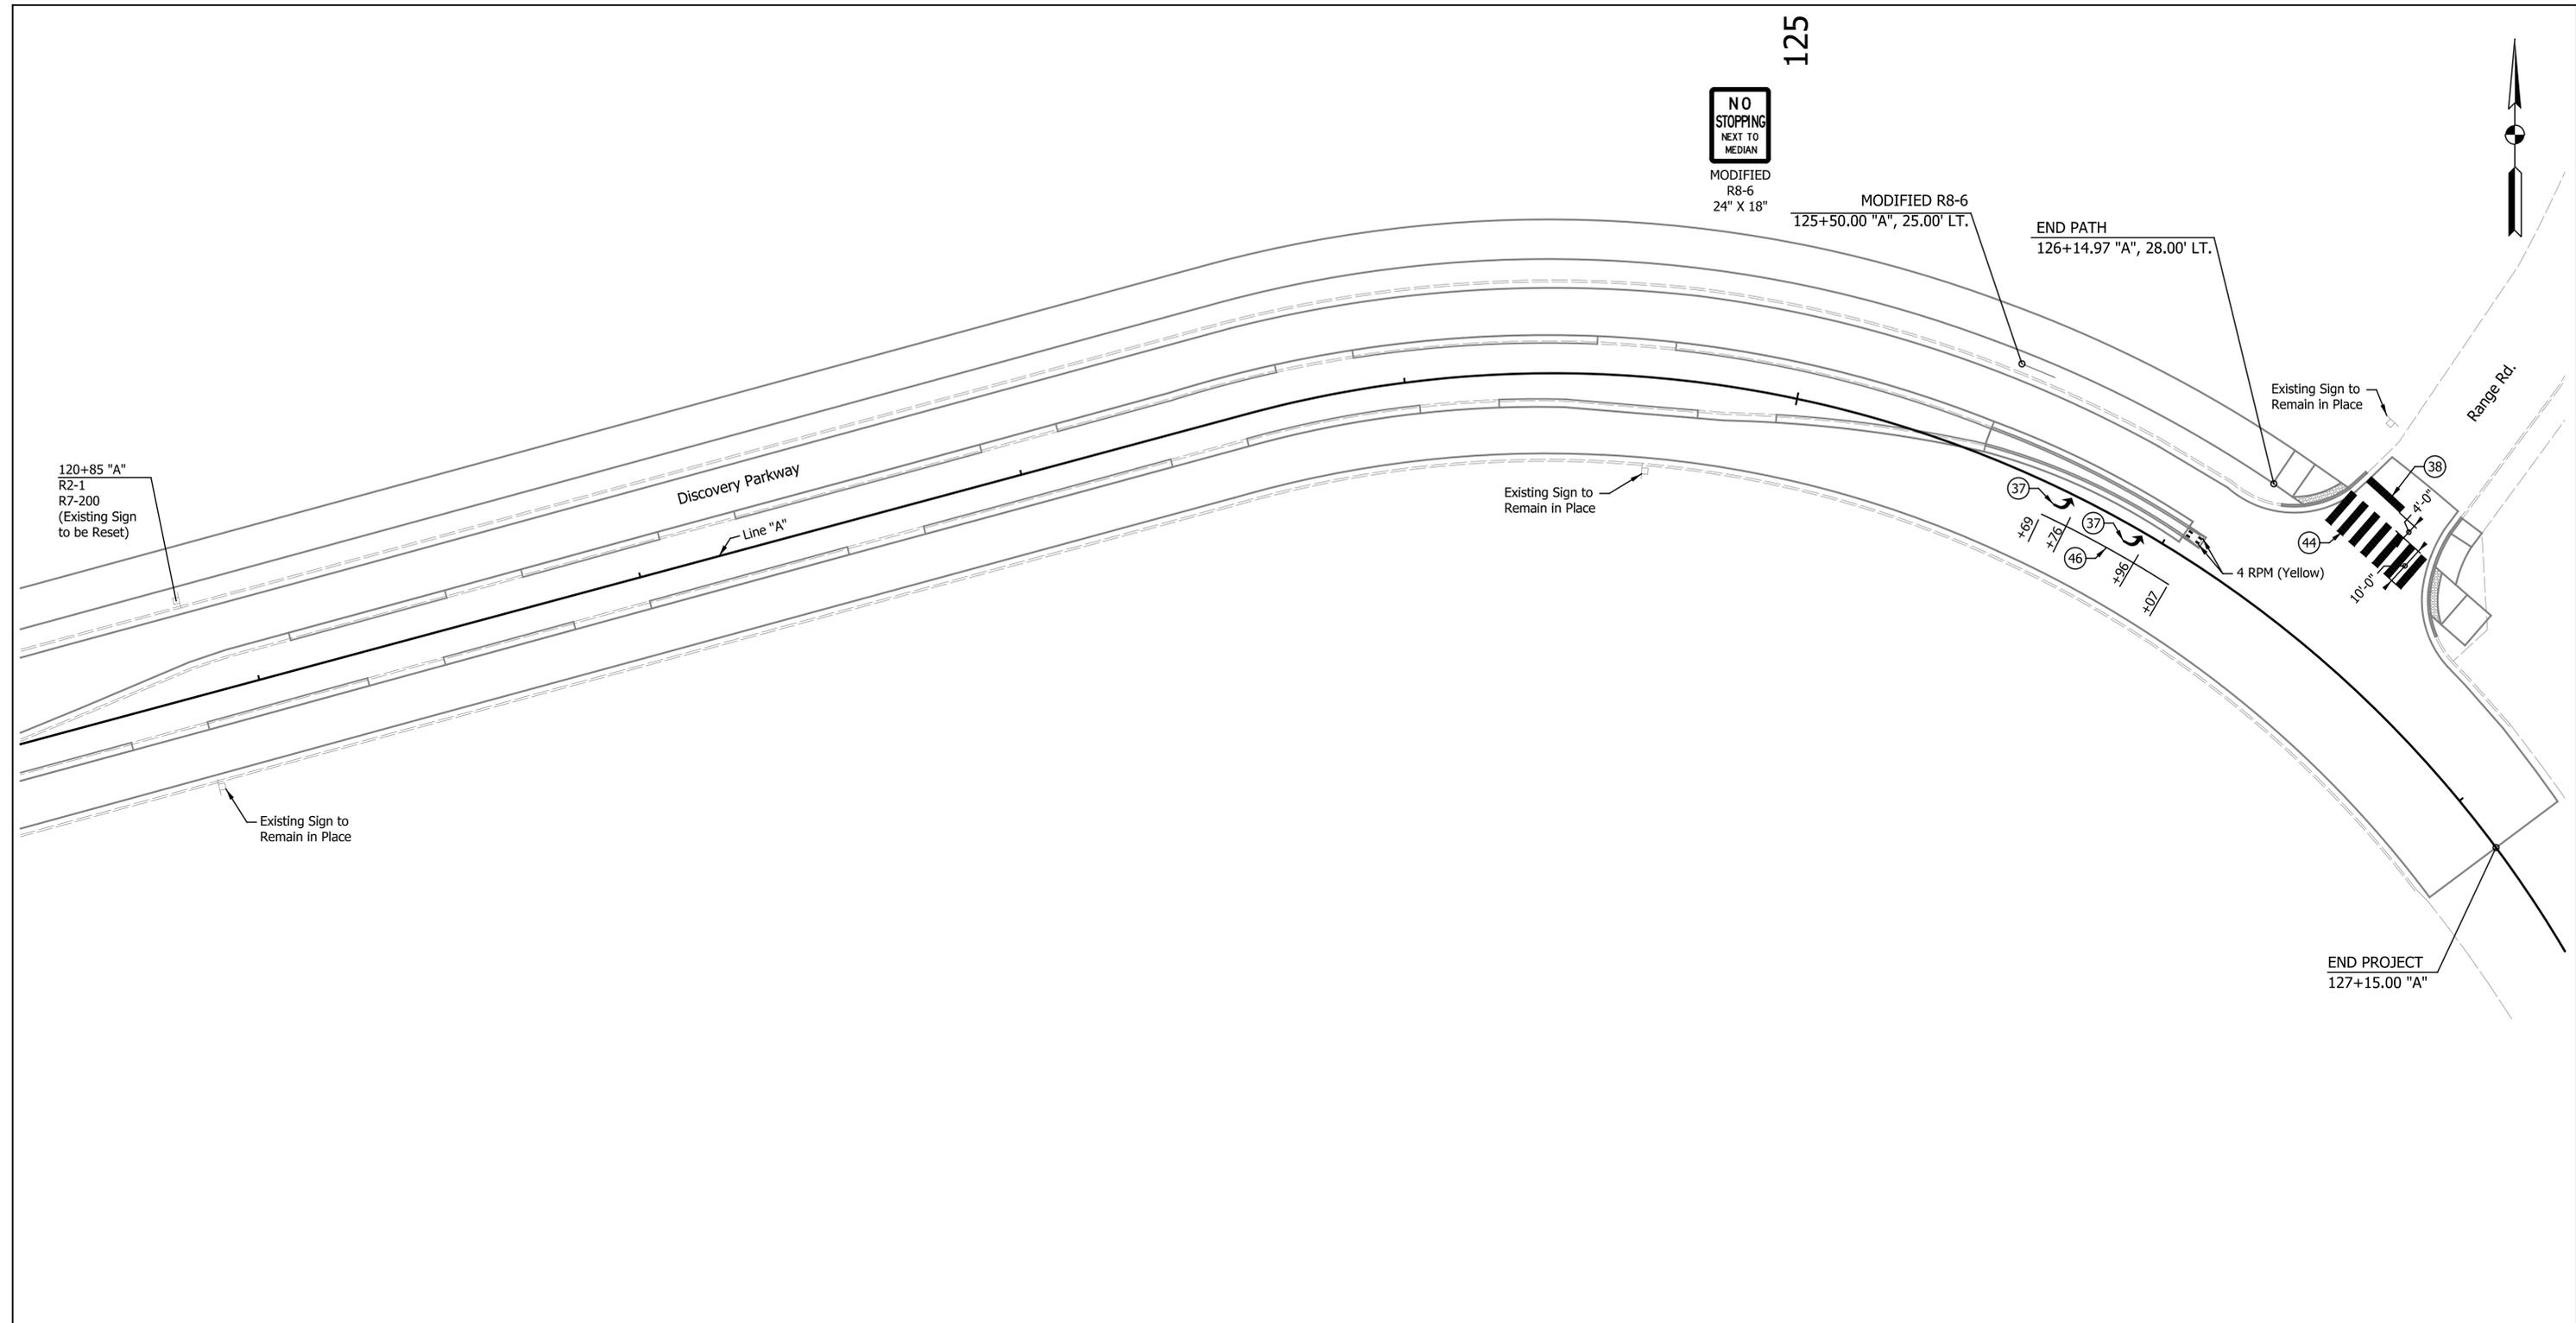 125
NO
STOPPING
NEXT TO
MEDIAN
MODIFIED
R8-6
24" X 18"
MODIFIED R8-6
125+50.00 "A", 25.00' LT.
END PATH
126+14.97 "A", 28.00' LT.
Existing Sign to
Remain in Place
Range Rd.
38
4'-0"
120+85 "A"
R2-1
R7-200
(Existing Sign
to be Reset)
Discovery Parkway
Line "A"
Existing Sign to
Remain in Place
37
+69
+76
37
46
+96
+07
44
10'-0"
4 RPM (Yellow)
Existing Sign to
Remain in Place
END PROJECT
127+15.00 "A"